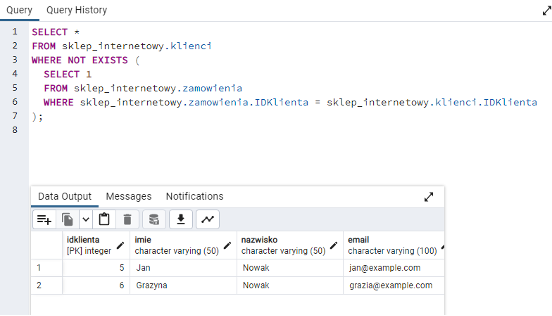 Query Query History
1 SELECT *
2 FROM sklep_internetowy.klienci
3 WHERE NOT EXISTS (
4 SELECT 1
5 FROM sklep_internetowy.zamowienia
6 WHERE sklep_internetowy.zamowienia.IDKlienta = sklep_internetowy.klienci.IDKlienta
7 );
8
Data Output Messages Notifications
idklienta imie nazwisko email
[PK] integer character varying (50) character varying (50) character varying (100)
1 5 Jan Nowak jan@example.com
2 6 Grazyna Nowak grazia@example.com